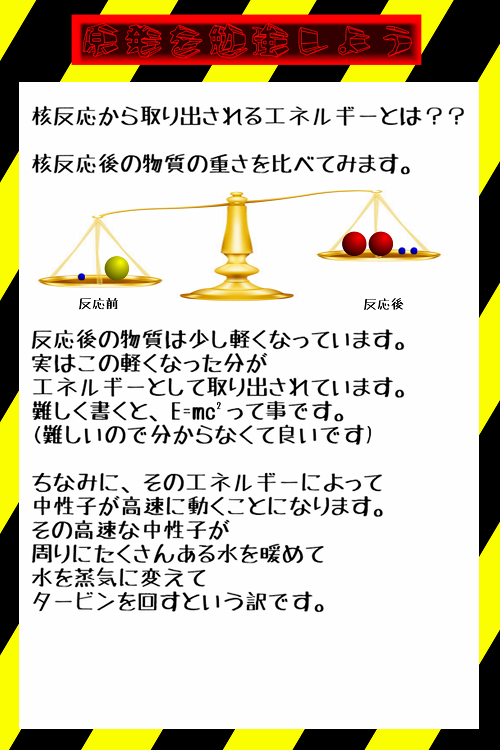 原発を勉強しよう
核反応から取り出されるエネルギーとは？？
核反応後の物質の重さを比べてみます。
反応前
反応後
反応後の物質は少し軽くなっています。
実はこの軽くなった分が
エネルギーとして取り出されています。
難しく書くと、E=mc²って事です。
(難しいので分からなくて良いです)
ちなみに、そのエネルギーによって
中性子が高速に動くことになります。
その高速な中性子が
周りにたくさんある水を暖めて
水を蒸気に変えて
タービンを回すという訳です。